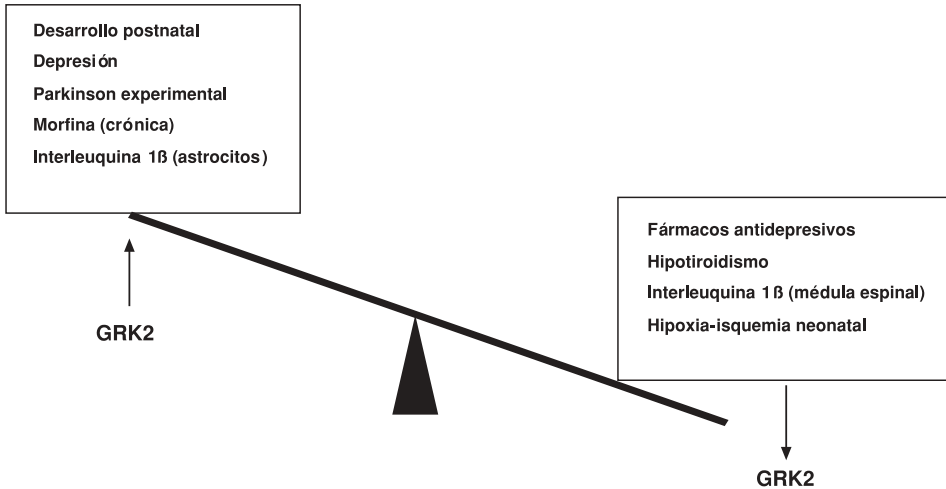 Desarrollo postnatal
Depresión
Parkinson experimental
Morfina (crónica)
Interleuquina 1ß (astrocitos)
GRK2
Fármacos antidepresivos
Hipotiroidismo
Interleuquina 1ß (médula espinal)
Hipoxia-isquemia neonatal
GRK2